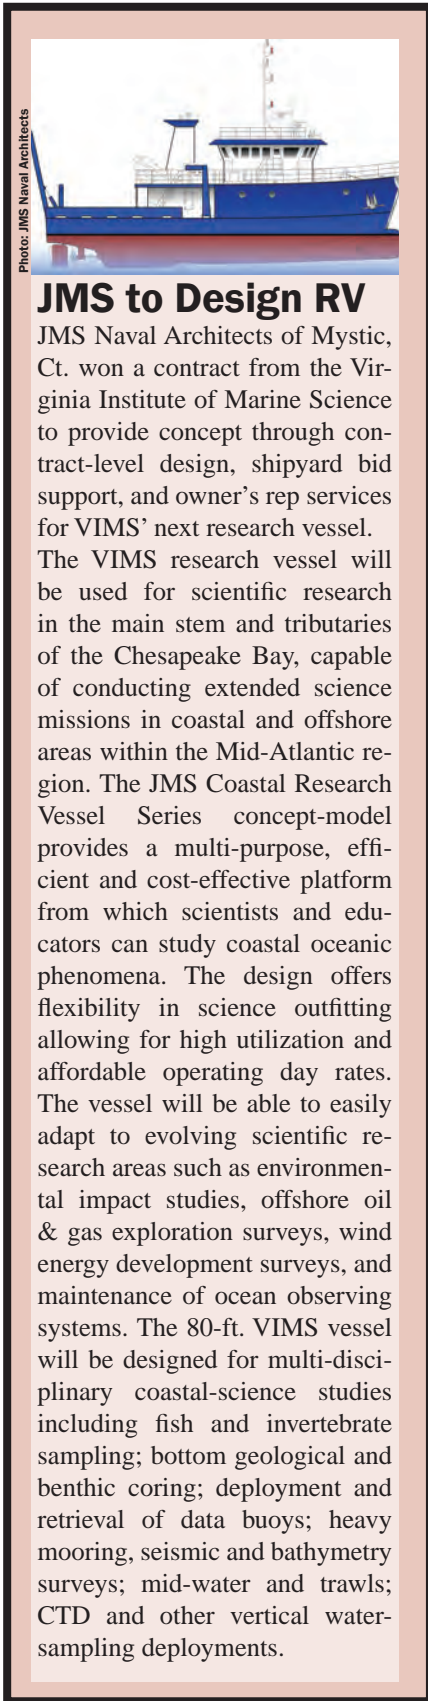 Photo: JMS Naval Architects
JMS to Design RV
JMS Naval Architects of Mystic,
Ct. won a contract from the Vir-
ginia Institute of Marine Science
to provide concept through con-
tract-level design, shipyard bid
support, and owner's rep services
for VIMS' next research vessel.
The VIMS research vessel will
be used for scientific research
in the main stem and tributaries
of the Chesapeake Bay, capable
of conducting extended science
missions in coastal and offshore
areas within the Mid-Atlantic re-
gion. The JMS Coastal Research
Vessel Series concept-model
provides a multi-purpose, effi-
cient and cost-effective platform
from which scientists and edu-
cators can study coastal oceanic
phenomena. The design offers
flexibility in science outfitting
allowing for high utilization and
affordable operating day rates.
The vessel will be able to easily
adapt to evolving scientific re-
search areas such as environmen-
tal impact studies, offshore oil
& gas exploration surveys, wind
energy development surveys, and
maintenance of ocean observing
systems. The 80-ft. VIMS vessel
will be designed for multi-disci-
plinary coastal-science studies
including fish and invertebrate
sampling; bottom geological and
benthic coring; deployment and
retrieval of data buoys; heavy
mooring, seismic and bathymetry
surveys; mid-water and trawls;
CTD and other vertical water-
sampling deployments.